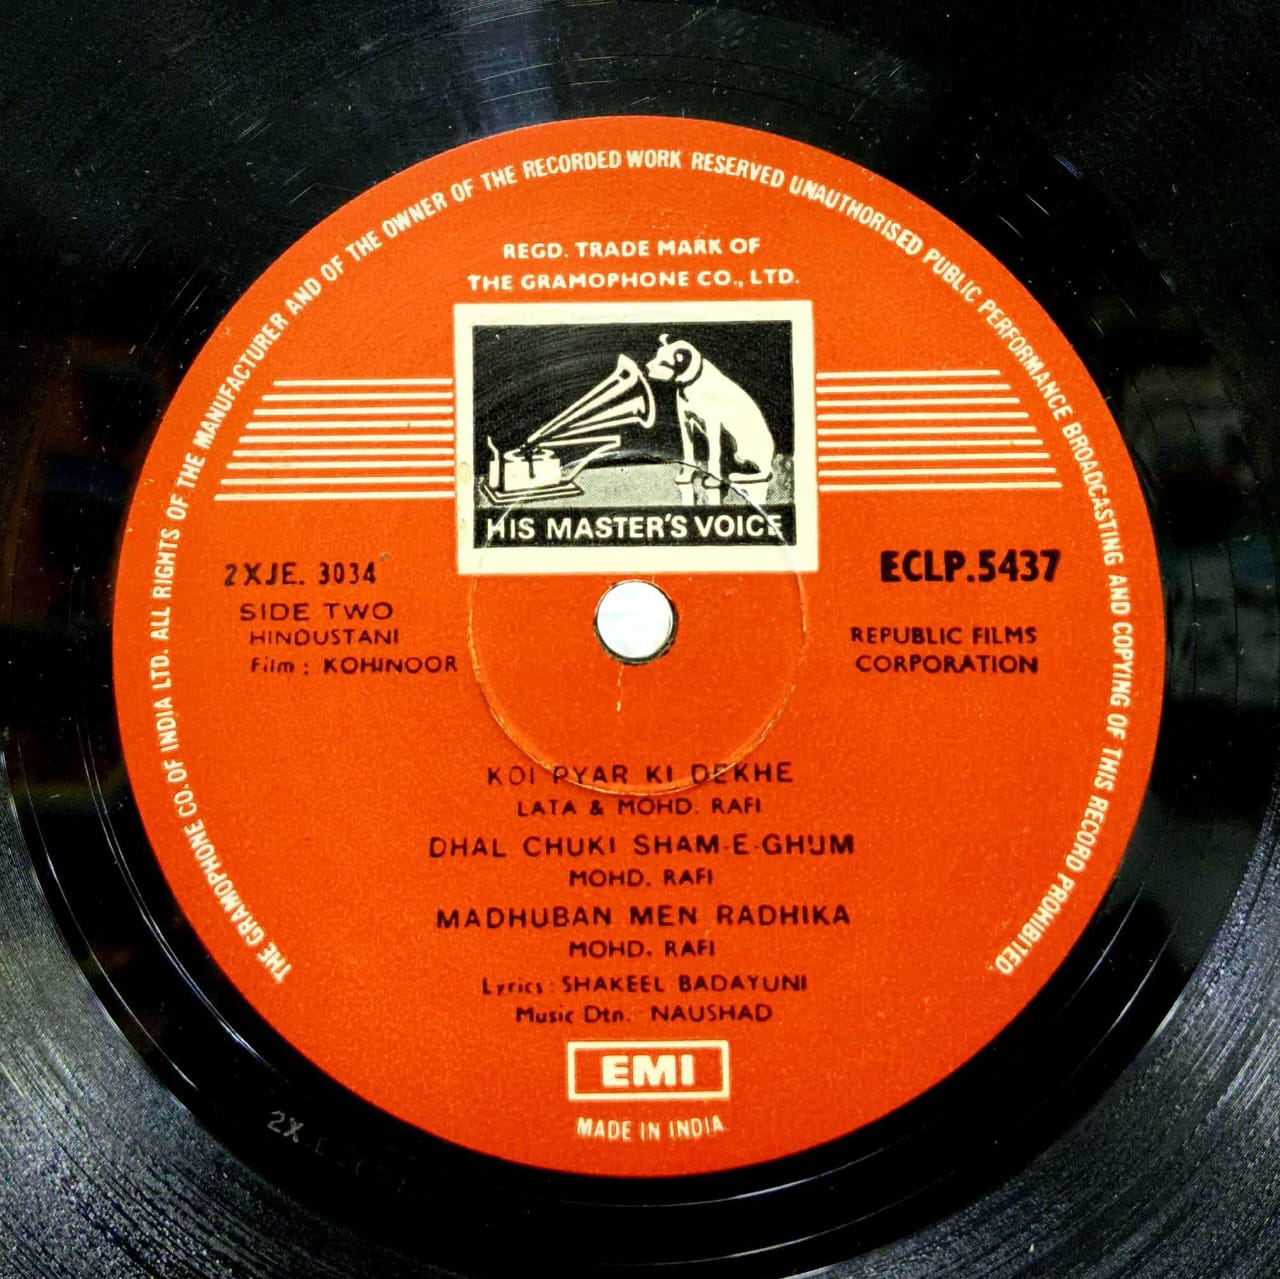 THE GRAMOPHONE CO. OF INDIA LTD. ALL RIGHTS OF THE MANUFACTURER AND OF THE OWNER OF THE RECORDED WORK RESERVED UNAUTHORISED PUBLIC PERFORMANCE BROADCASTING AND COPYING OF THIS RECORD PROHIBITED.
REGD. TRADE MARK OF
THE GRAMOPHONE CO., LTD.
HIS MASTER'S VOICE
2XJE. 3034
ECLP.5437
SIDE TWO
HINDUSTANI
Film : KOHINOOR
REPUBLIC FILMS
CORPORATION
KOI PYAR KI DEKHE
LATA & MOHD. RAFI
DHAL CHUKI SHAM-E-GHUM
MOHD. RAFI
MADHUBAN MEN RADHIKA
MOHD. RAFI
Lyrics : SHAKEEL BADAYUNI
Music Dtn. NAUSHAD
EMI
MADE IN INDIA
2X